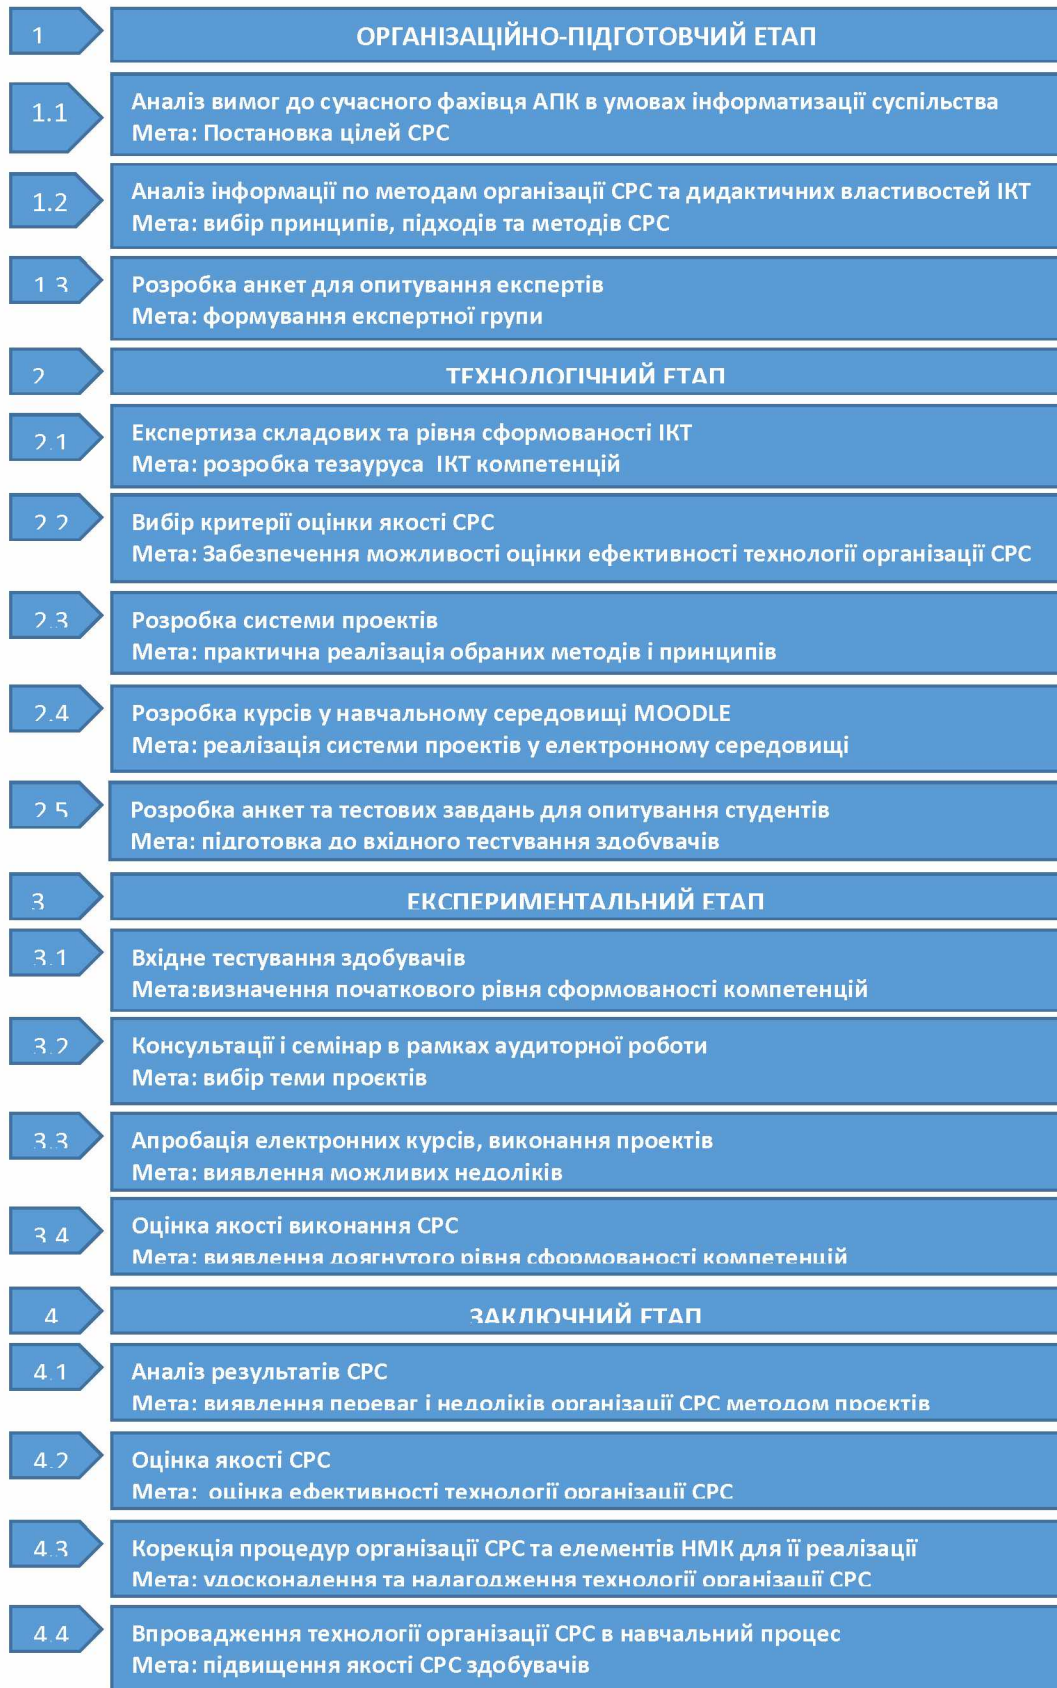 1
ОРГАНІЗАЦІЙНО-ПІДГОТОВЧИЙ ЕТАП
1.1
Аналіз вимог до сучасного фахівця АПК в умовах інформатизації суспільства
Мета: Постановка цілей СРС
1.2
Аналіз інформації по методам організації СРС та дидактичних властивостей ІКТ
Мета: вибір принципів, підходів та методів СРС
1.3
Розробка анкет для опитування експертів
Мета: формування експертної групи
2
ТЕХНОЛОГІЧНИЙ ЕТАП
2.1
Експертиза складових та рівня сформованості ІКТ
Мета: розробка тезауруса ІКТ компетенцій
2.2
Вибір критерії оцінки якості СРС
Мета: Забезпечення можливості оцінки ефективності технології організації СРС
2.3
Розробка системи проектів
Мета: практична реалізація обраних методів і принципів
2.4
Розробка курсів у навчальному середовищі MOODLE
Мета: реалізація системи проектів у електронному середовищі
2.5
Розробка анкет та тестових завдань для опитування студентів
Мета: підготовка до вхідного тестування здобувачів
3
ЕКСПЕРИМЕНТАЛЬНИЙ ЕТАП
3.1
Вхідне тестування здобувачів
Мета:визначення початкового рівня сформованості компетенцій
3.2
Консультації і семінар в рамках аудиторної роботи
Мета: вибір теми проєктів
3.3
Апробація електронних курсів, виконання проектів
Мета: виявлення можливих недоліків
3.4
Оцінка якості виконання СРС
Мета: виявлення доягнутого рівня сформованості компетенцій
4
ЗАКЛЮЧНИЙ ЕТАП
4.1
Аналіз результатів СРС
Мета: виявлення переваг і недоліків організації СРС методом проєктів
4.2
Оцінка якості СРС
Мета: оцінка ефективності технології організації СРС
4.3
Корекція процедур організації СРС та елементів НМК для її реалізації
Мета: удосконалення та налагодження технології організації СРС
4.4
Впровадження технології організації СРС в навчальний процес
Мета: підвищення якості СРС здобувачів